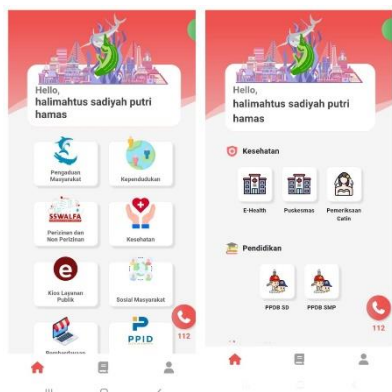 Hello,
halimahtus sadiyah putri
hamas
Pengaduan
Masyarakat
Kependudukan
SSWALFA
Perizinan dan
Non Perizinan
Kesehatan
e
Kios Layanan
Publik
Sosial Masyarakat
PPID
112
Hello,
halimahtus sadiyah putri
hamas
Kesehatan
E-Health
Puskesmas
Pemeriksaan
Catin
Pendidikan
PPDB SD
PPDB SMP
112